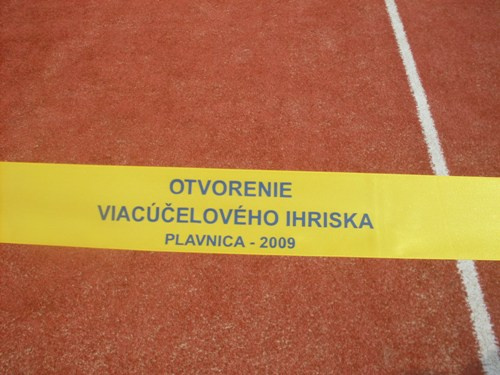 OTVORENIE
VIACÚČELOVÉHO IHRISKA
PLAVNICA - 2009